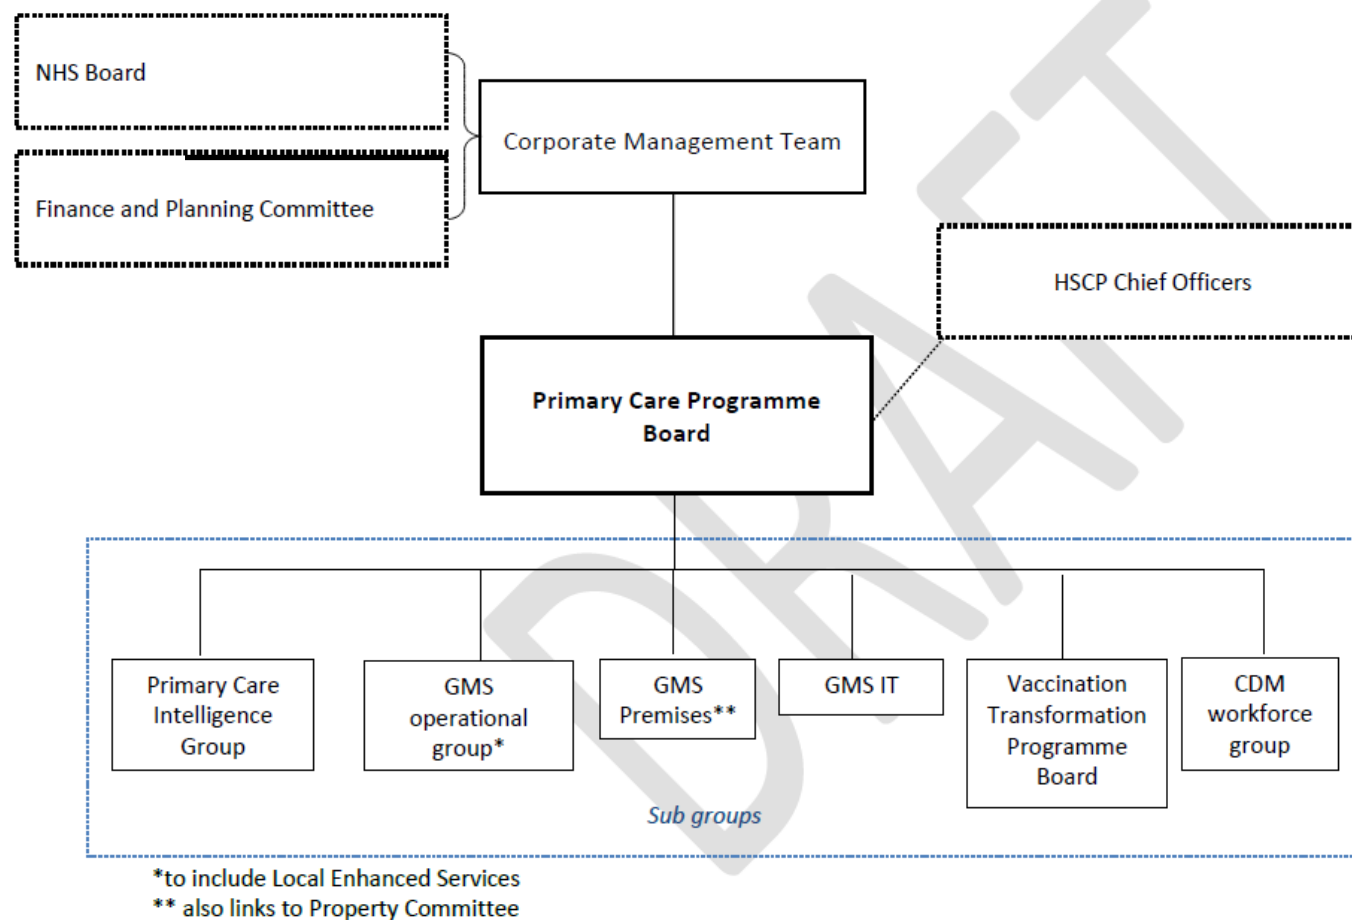 NHS Board
Corporate Management Team
Finance and Planning Committee
HSCP Chief Officers
Primary Care Programme
Board
Primary Care
Intelligence
Group
GMS
operational
group*
GMS
Premises**
GMS IT
Vaccination
Transformation
Programme
Board
CDM
workforce
group
Sub groups
*to include Local Enhanced Services
** also links to Property Committee
DRAFT